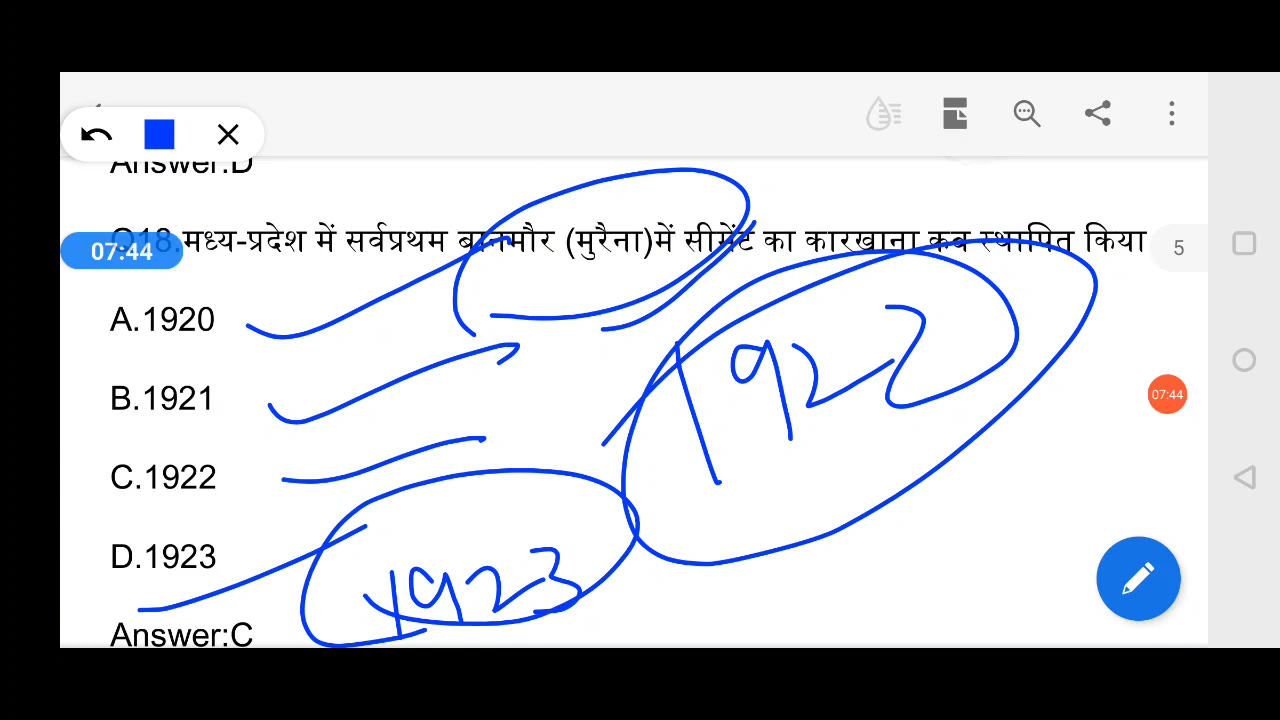 Answer:D
07:44
Q18.मध्य-प्रदेश में सर्वप्रथम बानमौर (मुरैना)में सीमेंट का कारखाना कब स्थापित किया
5
A.1920
1922
B.1921
07:44
C.1922
D.1923
1923
Answer:C